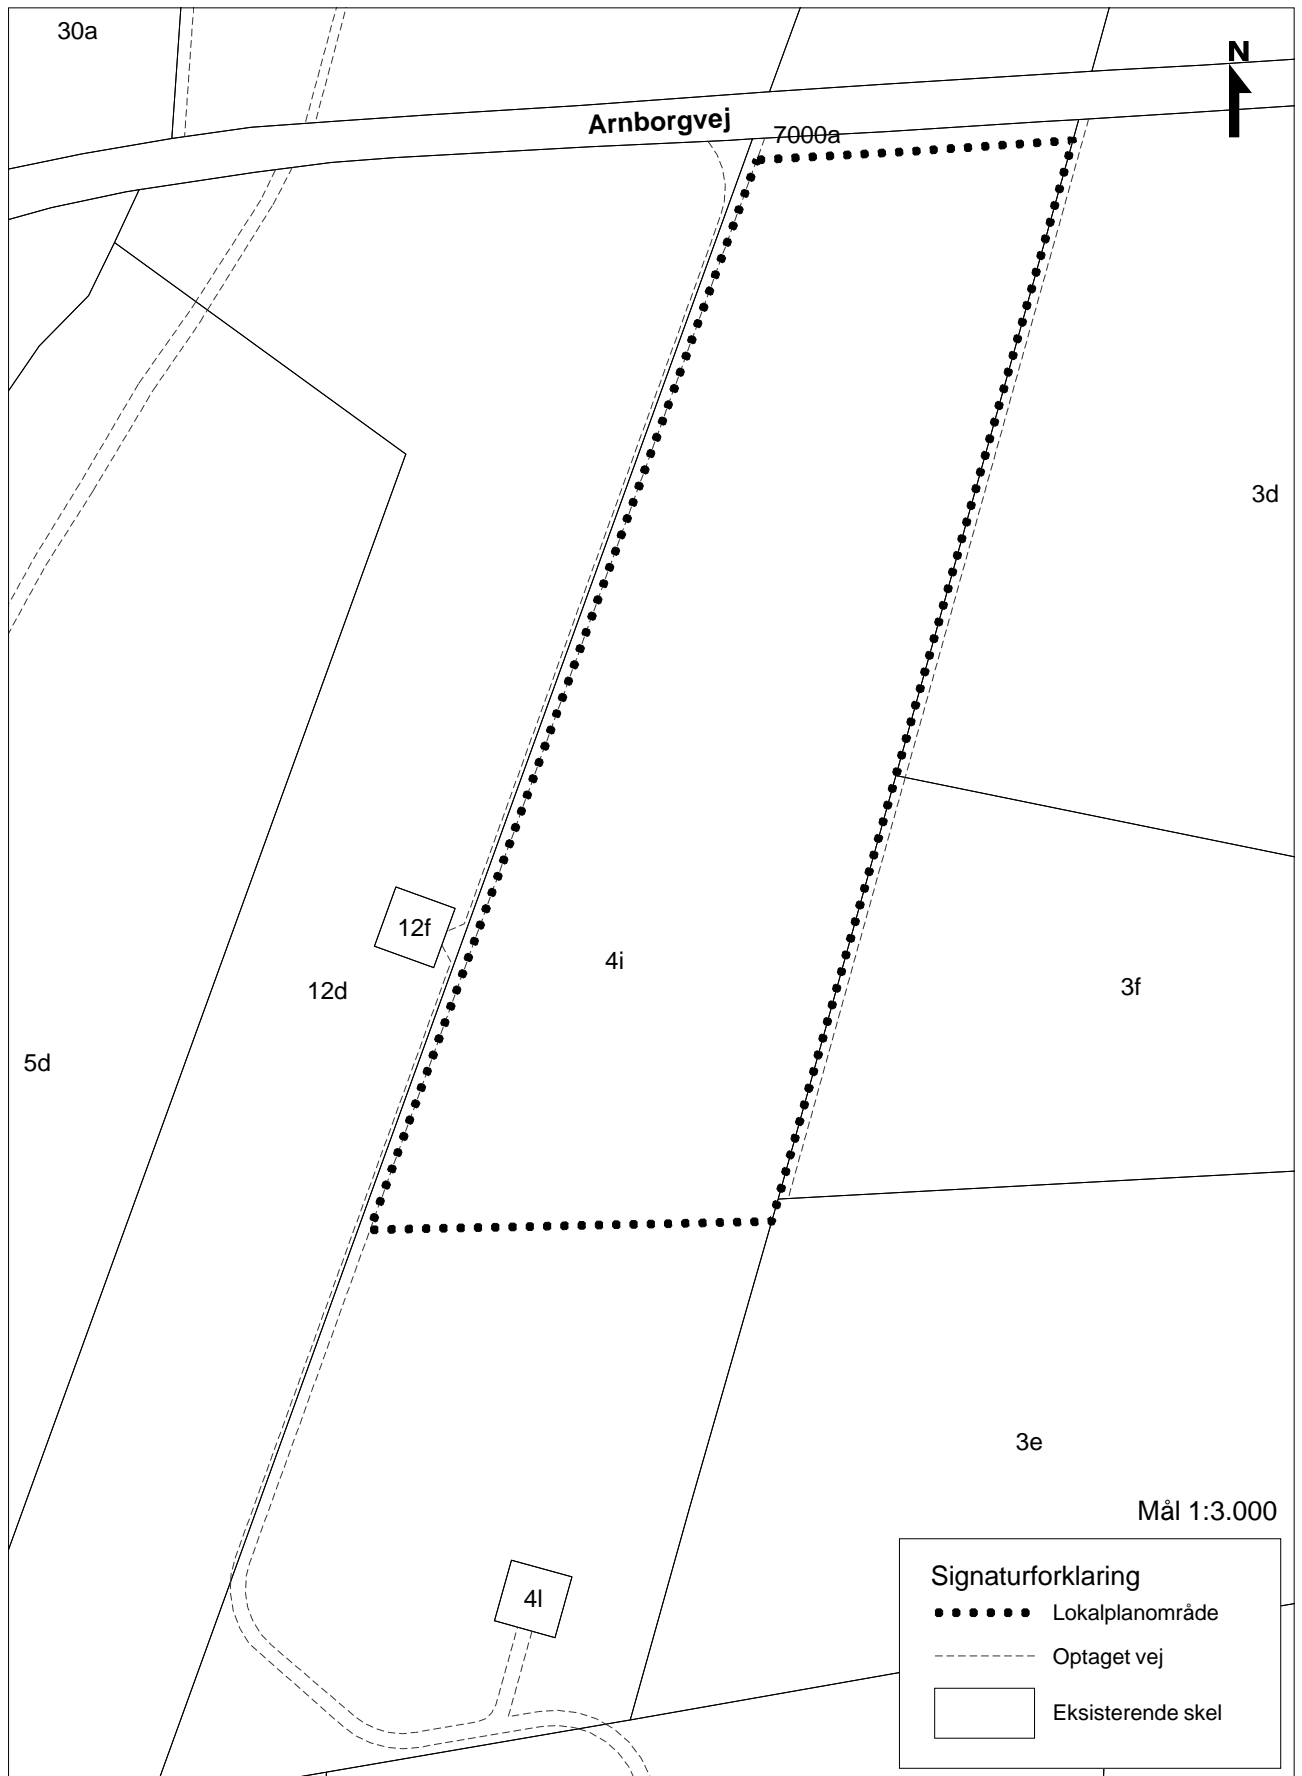 30a
N
Arnborgvej
7000a
3d
12f
4i
12d
3f
5d
3e
Mål 1:3.000
Signaturforklaring
Lokalplanområde
4l
Optaget vej
Eksisterende skel